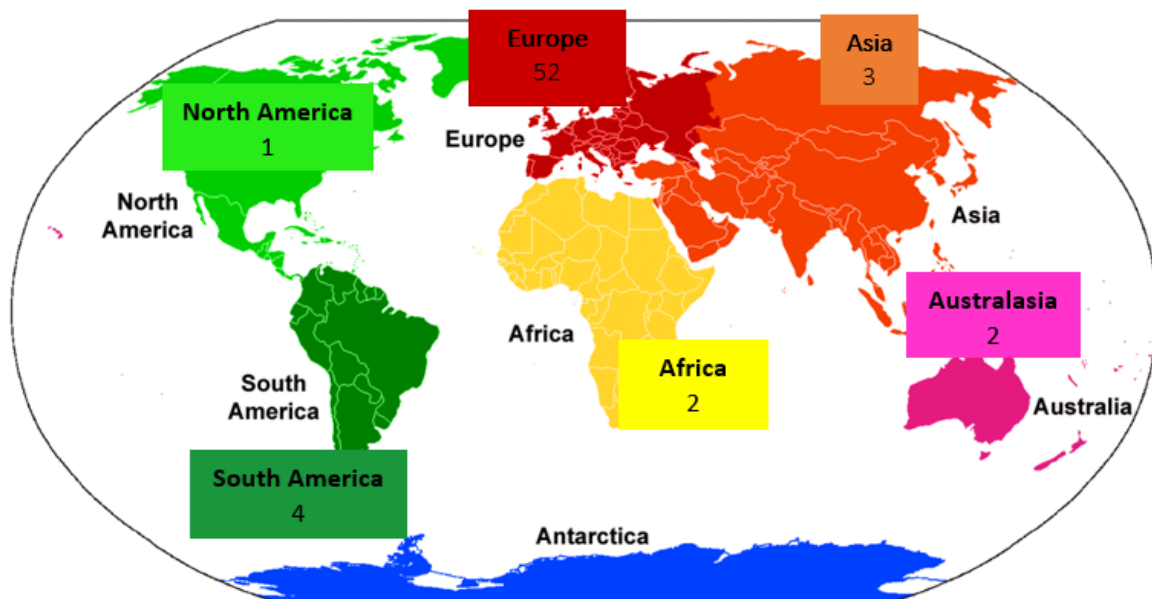 Europe
52
Asia
3
North America
1
Europe
North
America
Asia
Australasia
2
Africa
Africa
2
South
America
Australia
South America
4
Antarctica